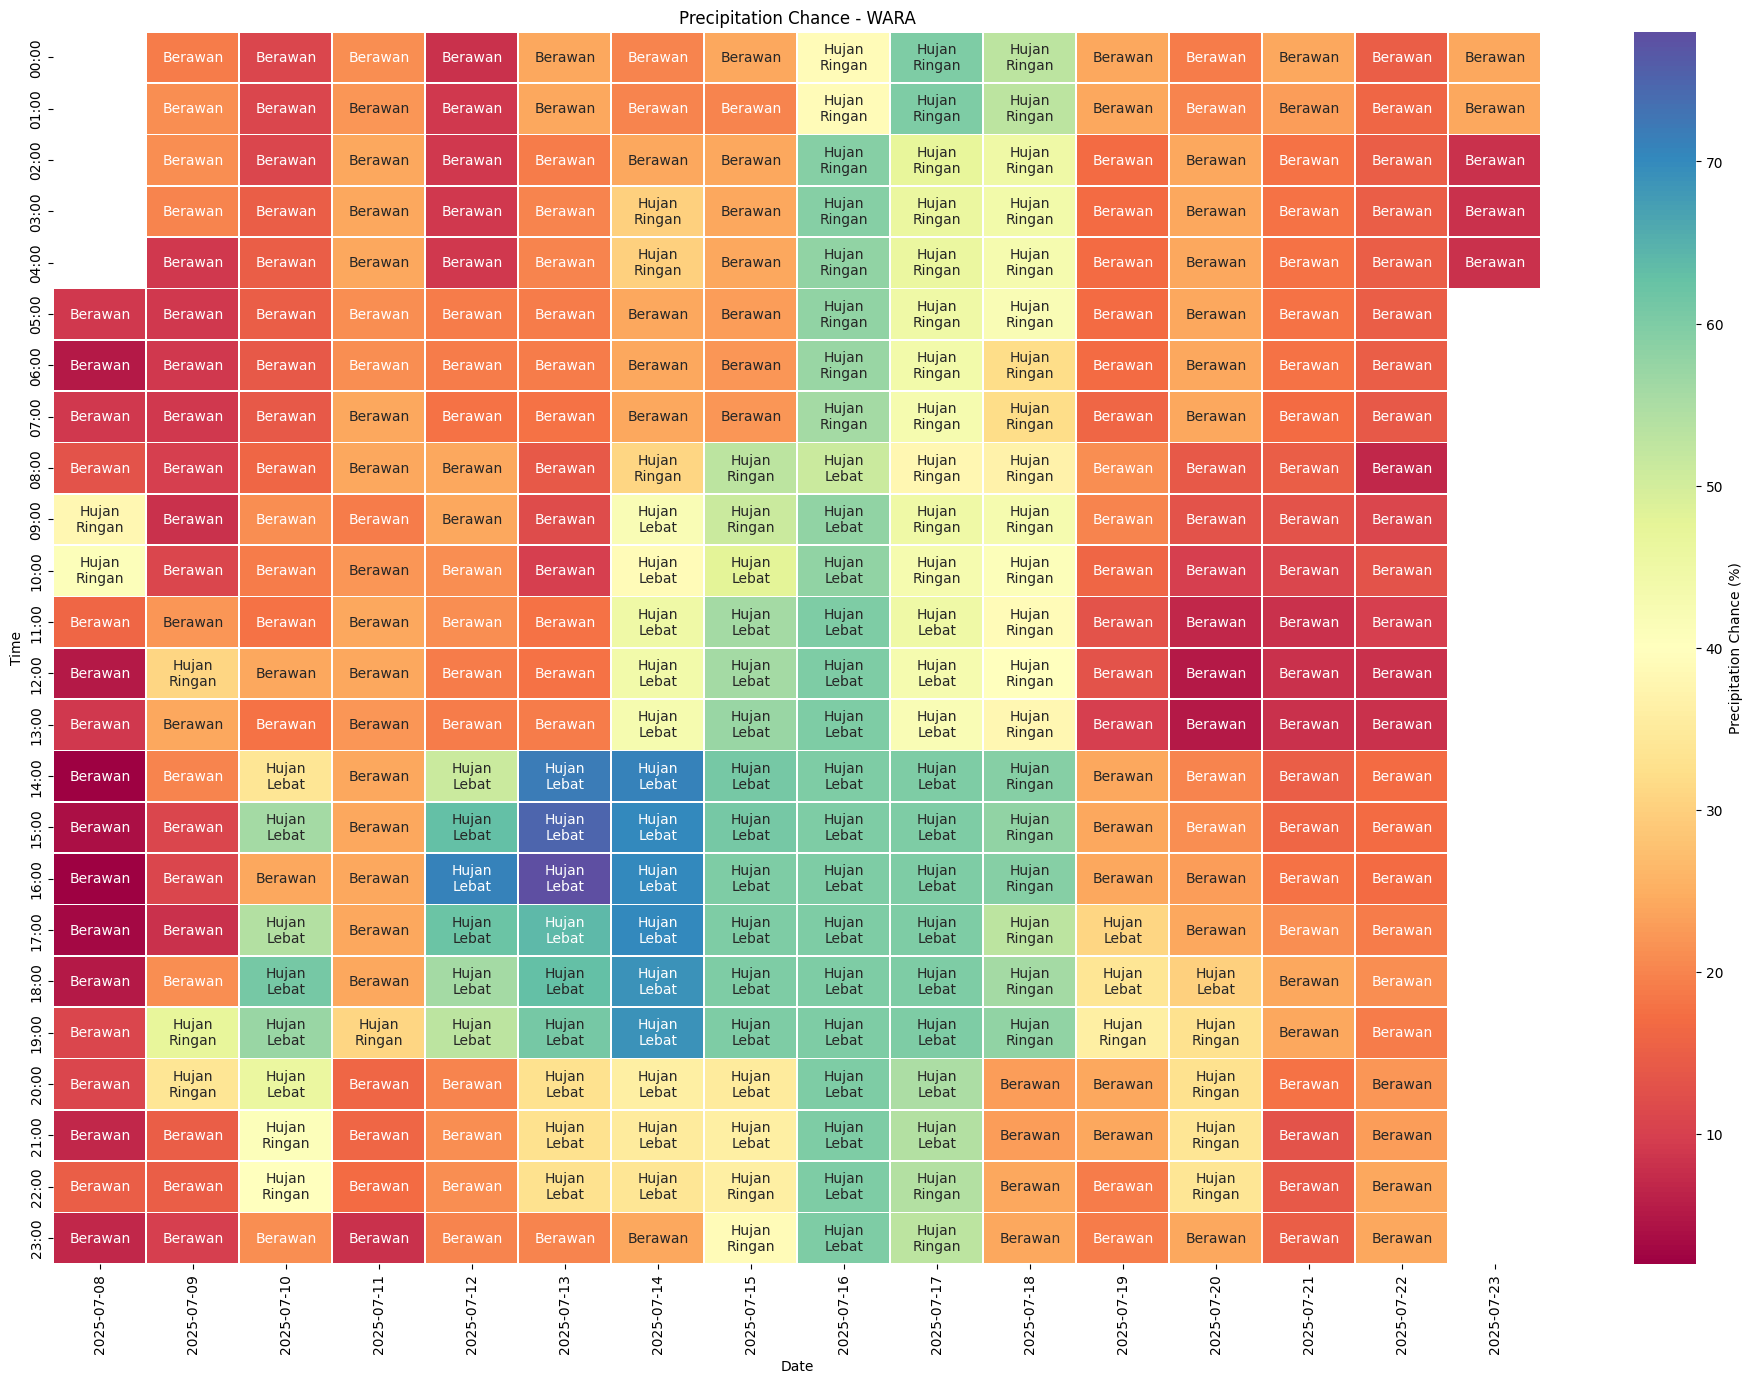 Precipitation Chance - WARA
00:00 Berawan Berawan Berawan Berawan Berawan Berawan Berawan Hujan Ringan Hujan Ringan Hujan Ringan Berawan Berawan Berawan Berawan Berawan
01:00 Berawan Berawan Berawan Berawan Berawan Berawan Berawan Hujan Ringan Hujan Ringan Hujan Ringan Berawan Berawan Berawan Berawan Berawan
02:00 Berawan Berawan Berawan Berawan Berawan Berawan Berawan Hujan Ringan Hujan Ringan Hujan Ringan Berawan Berawan Berawan Berawan Berawan
03:00 Berawan Berawan Berawan Berawan Berawan Hujan Ringan Berawan Hujan Ringan Hujan Ringan Hujan Ringan Berawan Berawan Berawan Berawan Berawan
04:00 Berawan Berawan Berawan Berawan Berawan Hujan Ringan Berawan Hujan Ringan Hujan Ringan Hujan Ringan Berawan Berawan Berawan Berawan Berawan
05:00 Berawan Berawan Berawan Berawan Berawan Berawan Berawan Berawan Hujan Ringan Hujan Ringan Hujan Ringan Berawan Berawan Berawan Berawan
06:00 Berawan Berawan Berawan Berawan Berawan Berawan Berawan Berawan Hujan Ringan Hujan Ringan Hujan Ringan Berawan Berawan Berawan Berawan
07:00 Berawan Berawan Berawan Berawan Berawan Berawan Berawan Berawan Hujan Ringan Hujan Ringan Hujan Ringan Berawan Berawan Berawan Berawan
08:00 Berawan Berawan Berawan Berawan Berawan Berawan Hujan Ringan Hujan Ringan Hujan Lebat Hujan Ringan Hujan Ringan Berawan Berawan Berawan Berawan
09:00 Hujan Ringan Berawan Berawan Berawan Berawan Berawan Hujan Lebat Hujan Ringan Hujan Lebat Hujan Ringan Hujan Ringan Berawan Berawan Berawan Berawan
10:00 Hujan Ringan Berawan Berawan Berawan Berawan Berawan Hujan Lebat Hujan Lebat Hujan Lebat Hujan Ringan Hujan Ringan Berawan Berawan Berawan Berawan
11:00 Berawan Berawan Berawan Berawan Berawan Berawan Hujan Lebat Hujan Lebat Hujan Lebat Hujan Lebat Hujan Ringan Berawan Berawan Berawan Berawan
12:00 Berawan Hujan Ringan Berawan Berawan Berawan Berawan Hujan Lebat Hujan Lebat Hujan Lebat Hujan Lebat Hujan Ringan Berawan Berawan Berawan Berawan
13:00 Berawan Berawan Berawan Berawan Berawan Berawan Hujan Lebat Hujan Lebat Hujan Lebat Hujan Lebat Hujan Ringan Berawan Berawan Berawan Berawan
14:00 Berawan Berawan Hujan Lebat Berawan Hujan Lebat Hujan Lebat Hujan Lebat Hujan Lebat Hujan Lebat Hujan Lebat Hujan Ringan Berawan Berawan Berawan Berawan
15:00 Berawan Berawan Hujan Lebat Berawan Hujan Lebat Hujan Lebat Hujan Lebat Hujan Lebat Hujan Lebat Hujan Lebat Hujan Ringan Berawan Berawan Berawan Berawan
16:00 Berawan Berawan Berawan Berawan Hujan Lebat Hujan Lebat Hujan Lebat Hujan Lebat Hujan Lebat Hujan Lebat Hujan Ringan Berawan Berawan Berawan Berawan
17:00 Berawan Berawan Hujan Lebat Berawan Hujan Lebat Hujan Lebat Hujan Lebat Hujan Lebat Hujan Lebat Hujan Lebat Hujan Ringan Hujan Lebat Berawan Berawan Berawan
18:00 Berawan Berawan Hujan Lebat Berawan Hujan Lebat Hujan Lebat Hujan Lebat Hujan Lebat Hujan Lebat Hujan Lebat Hujan Ringan Hujan Lebat Hujan Lebat Berawan Berawan
19:00 Berawan Hujan Ringan Hujan Lebat Hujan Ringan Hujan Lebat Hujan Lebat Hujan Lebat Hujan Lebat Hujan Lebat Hujan Lebat Hujan Ringan Hujan Ringan Hujan Ringan Berawan Berawan
20:00 Berawan Hujan Ringan Hujan Lebat Berawan Berawan Hujan Lebat Hujan Lebat Hujan Lebat Hujan Lebat Hujan Lebat Berawan Berawan Hujan Ringan Berawan Berawan
21:00 Berawan Berawan Hujan Ringan Berawan Berawan Hujan Lebat Hujan Lebat Hujan Lebat Hujan Lebat Hujan Lebat Berawan Berawan Hujan Ringan Berawan Berawan
22:00 Berawan Berawan Hujan Ringan Berawan Berawan Hujan Lebat Hujan Lebat Hujan Ringan Hujan Lebat Hujan Ringan Berawan Berawan Hujan Ringan Berawan Berawan
23:00 Berawan Berawan Berawan Berawan Berawan Berawan Berawan Hujan Ringan Hujan Lebat Hujan Ringan Berawan Berawan Berawan Berawan Berawan
Time
2025-07-08 2025-07-09 2025-07-10 2025-07-11 2025-07-12 2025-07-13 2025-07-14 2025-07-15 2025-07-16 2025-07-17 2025-07-18 2025-07-19 2025-07-20 2025-07-21 2025-07-22 2025-07-23
Date
70
60
50
40
30
20
10
Precipitation Chance (%)